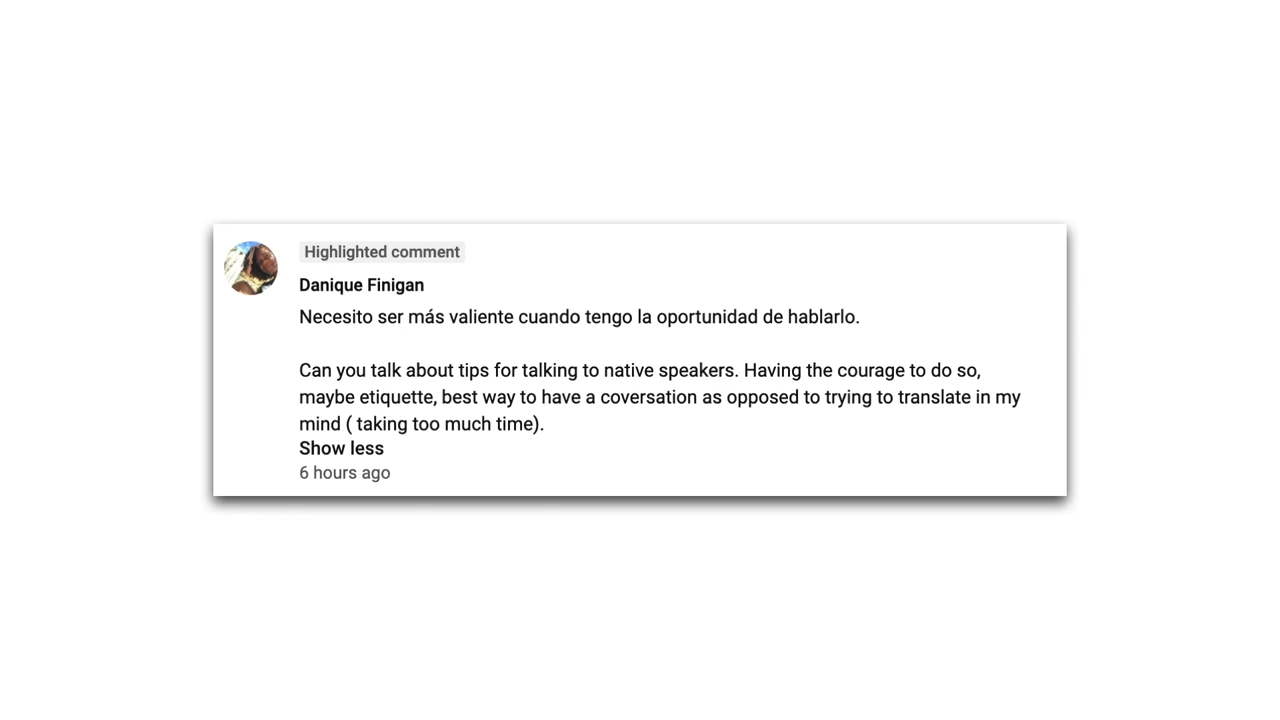 Highlighted comment
Danique Finigan
Necesito ser más valiente cuando tengo la oportunidad de hablarlo.
Can you talk about tips for talking to native speakers. Having the courage to do so,
maybe etiquette, best way to have a coversation as opposed to trying to translate in my
mind ( taking too much time).
Show less
6 hours ago